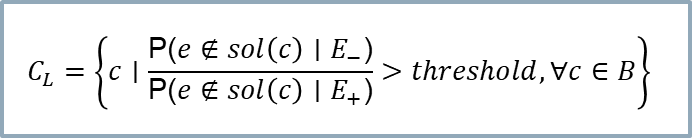 C_L = { c | P(e ∉ sol(c) | E_−) / P(e ∉ sol(c) | E_+) > threshold, ∀c ∈ B }